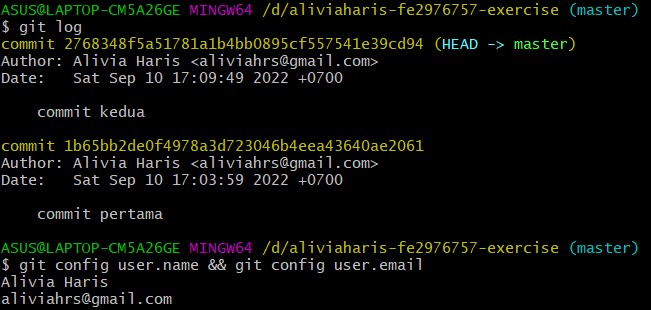 ASUS@LAPTOP-CM5A26GE MINGW64 /d/aliviaharis-fe2976757-exercise (master)
$ git log
commit 2768348f5a51781a1b4bb0895cf557541e39cd94 (HEAD -> master)
Author: Alivia Haris <aliviahrs@gmail.com>
Date:   Sat Sep 10 17:09:49 2022 +0700
    commit kedua
commit 1b65bb2de0f4978a3d723046b4eea43640ae2061
Author: Alivia Haris <aliviahrs@gmail.com>
Date:   Sat Sep 10 17:03:59 2022 +0700
    commit pertama
ASUS@LAPTOP-CM5A26GE MINGW64 /d/aliviaharis-fe2976757-exercise (master)
$ git config user.name && git config user.email
Alivia Haris
aliviahrs@gmail.com